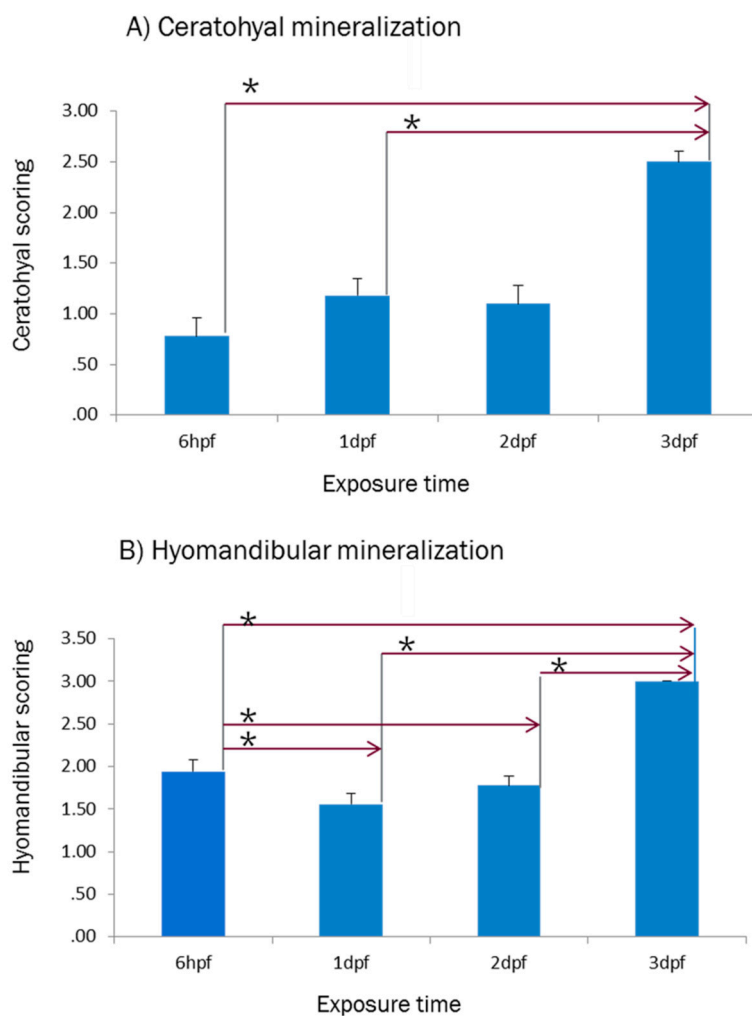 A) Ceratohyal mineralization
*
*
3.00
2.50
2.00
1.50
1.00
.50
.00
Ceratohyal scoring
6hpf 1dpf 2dpf 3dpf
Exposure time
B) Hyomandibular mineralization
*
*
*
*
*
3.50
3.00
2.50
2.00
1.50
1.00
.50
.00
Hyomandibular scoring
6hpf 1dpf 2dpf 3dpf
Exposure time